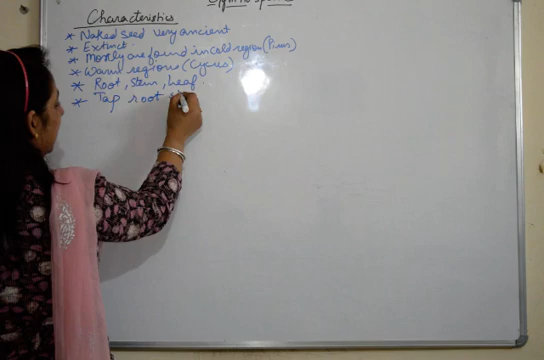 Characteristics
* Naked seed very ancient
* Extinct.
* Mostly are found in cold region (Pinus)
* Warm regions (Cycus)
* Root, stem, leaf.
* Tap root